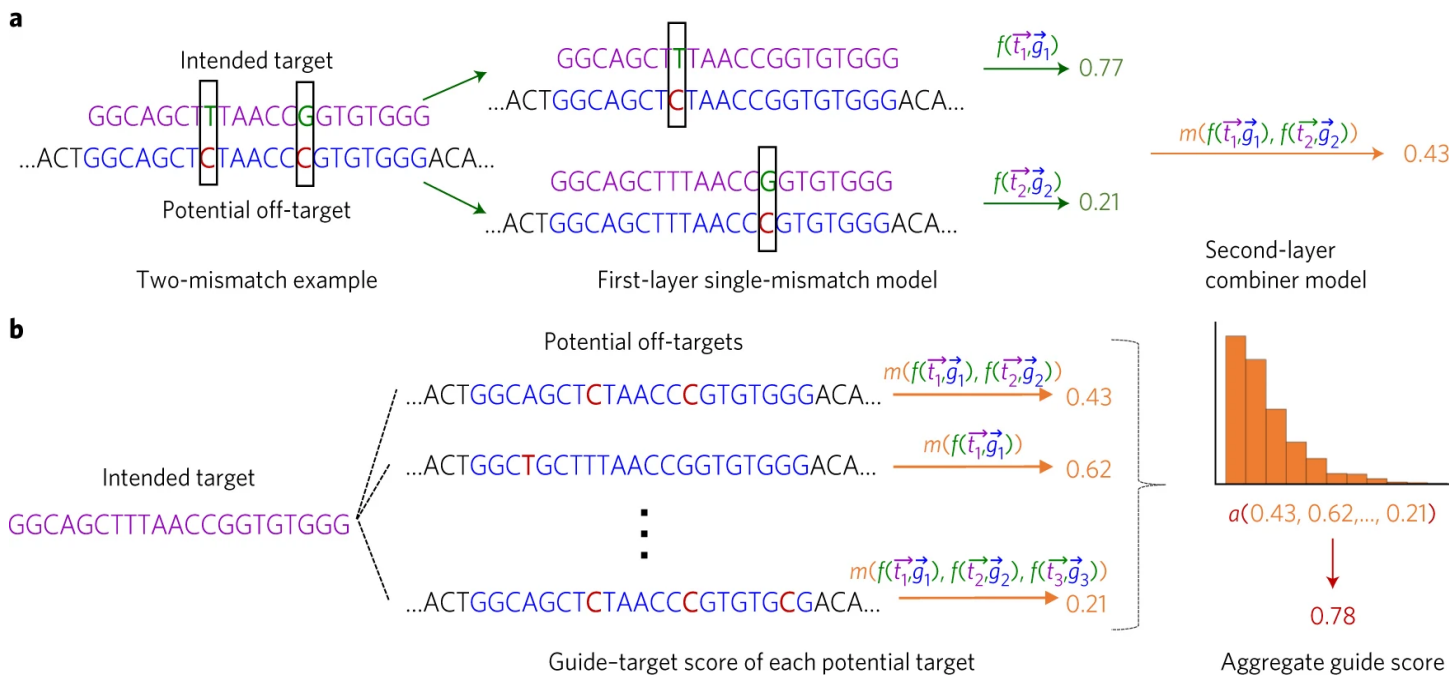 a
Intended target
GGCAGCTTTAACCGGTGTGGG
...ACTGGCAGCTCTAACCCGTGTGGGACA...
Potential off-target
Two-mismatch example
GGCAGCTTTAACCGGTGTGGG
...ACTGGCAGCTCTAACCGGTGTGGGACA...
f(t1,g1)
0.77
GGCAGCTTTAACCGGTGTGGG
...ACTGGCAGCTTTAACCCGTGTGGGACA...
f(t2,g2)
0.21
First-layer single-mismatch model
m(f(t1,g1), f(t2,g2))
0.43
Second-layer
combiner model
b
Intended target
GGCAGCTTTAACCGGTGTGGG
Potential off-targets
...ACTGGCAGCTCTAACCCGTGTGGGACA...
m(f(t1,g1), f(t2,g2))
0.43
...ACTGGCTGCTTTAACCGGTGTGGGACA...
m(f(t1,g1))
0.62
...ACTGGCAGCTCTAACCCGTGTGCGACA...
m(f(t1,g1), f(t2,g2), f(t3,g3))
0.21
Guide–target score of each potential target
a(0.43, 0.62,..., 0.21)
0.78
Aggregate guide score